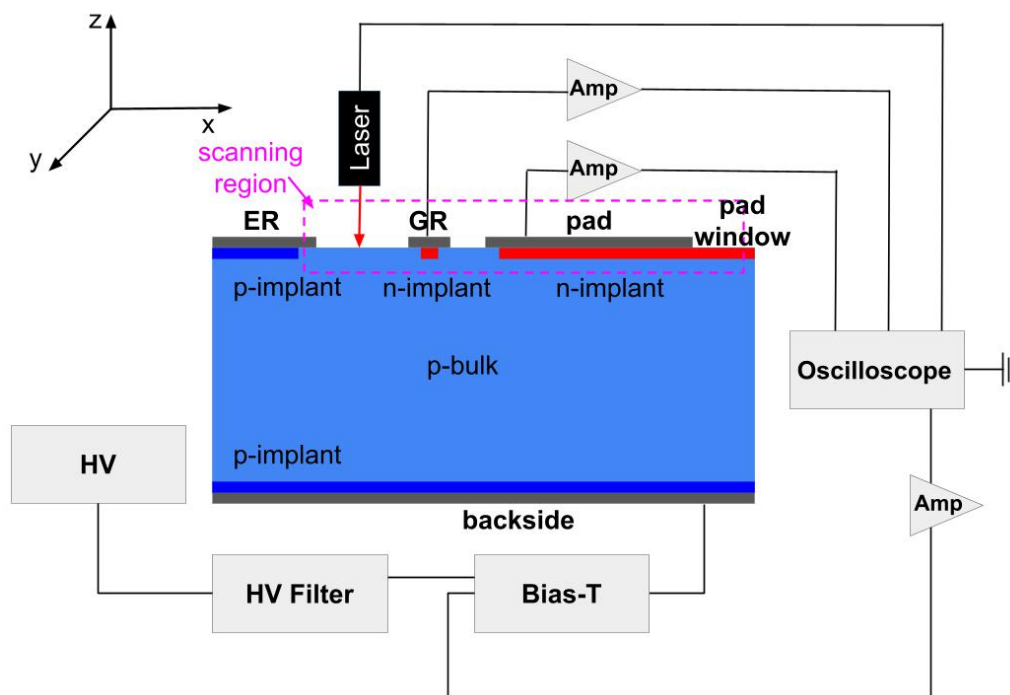 z
x
y
Laser
Amp
Amp
scanning
region
ER
GR
pad
pad
window
p-implant
n-implant
n-implant
p-bulk
Oscilloscope
HV
p-implant
backside
Amp
HV Filter
Bias-T